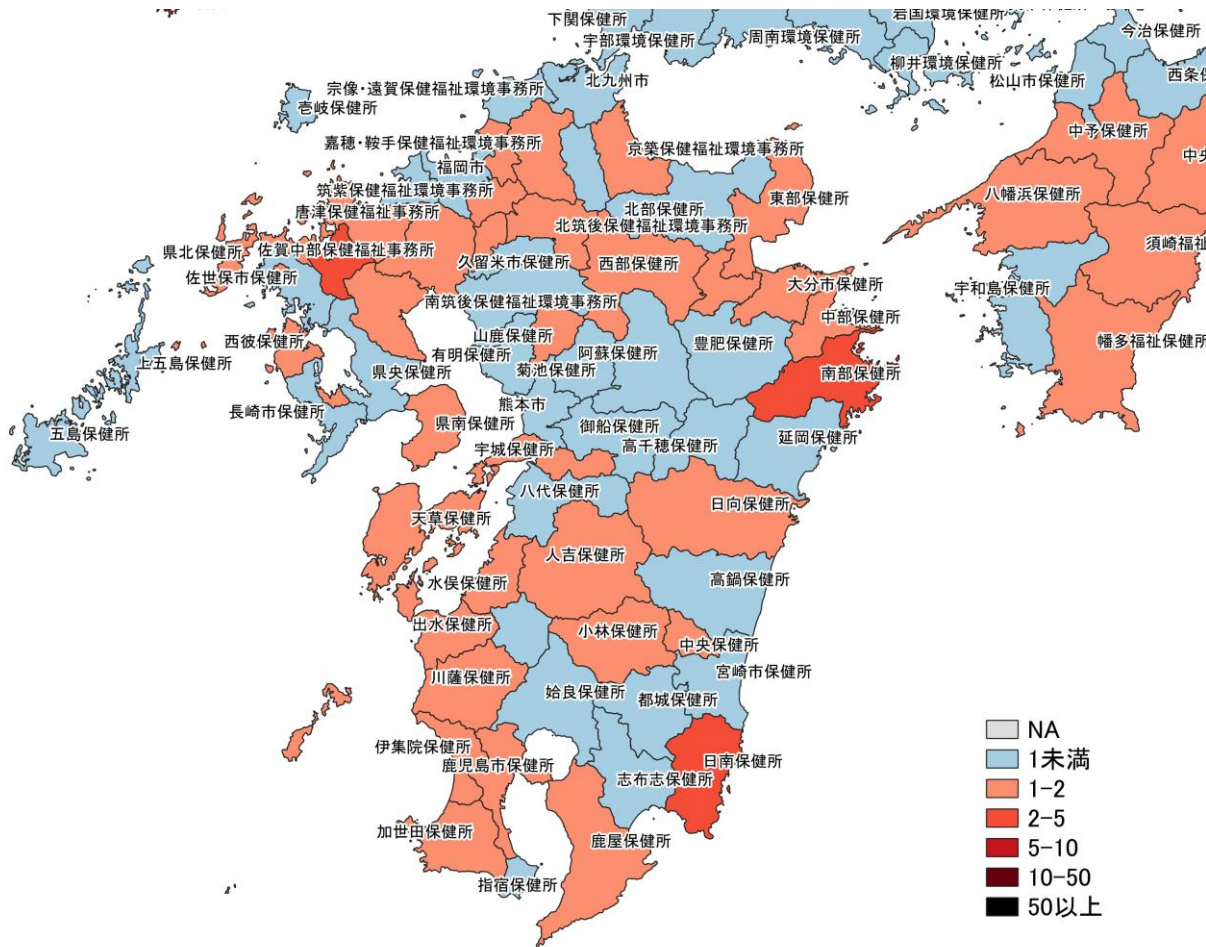 下関保健所
岩国環境保健所
宇部環境保健所
周南環境保健所
今治保健所
柳井環境保健所
松山市保健所
西条保
北九州市
宗像・遠賀保健福祉環境事務所
壱岐保健所
嘉穂・鞍手保健福祉環境事務所
京築保健福祉環境事務所
中予保健所
福岡市
中央
筑紫保健福祉環境事務所
東部保健所
八幡浜保健所
唐津保健福祉事務所
北部保健所
北筑後保健福祉環境事務所
須崎福祉
県北保健所
佐賀中部保健福祉事務所
久留米市保健所
西部保健所
佐世保市保健所
大分市保健所
宇和島保健所
南筑後保健福祉環境事務所
中部保健所
幡多福祉保健所
山鹿保健所
豊肥保健所
西彼保健所
有明保健所
阿蘇保健所
上五島保健所
県央保健所
菊池保健所
南部保健所
長崎市保健所
熊本市
五島保健所
県南保健所
御船保健所
延岡保健所
宇城保健所
高千穂保健所
八代保健所
日向保健所
天草保健所
人吉保健所
水俣保健所
高鍋保健所
出水保健所
小林保健所
中央保健所
宮崎市保健所
川薩保健所
姶良保健所
都城保健所
伊集院保健所
鹿児島市保健所
日南保健所
志布志保健所
加世田保健所
鹿屋保健所
指宿保健所
NA
1未満
1-2
2-5
5-10
10-50
50以上